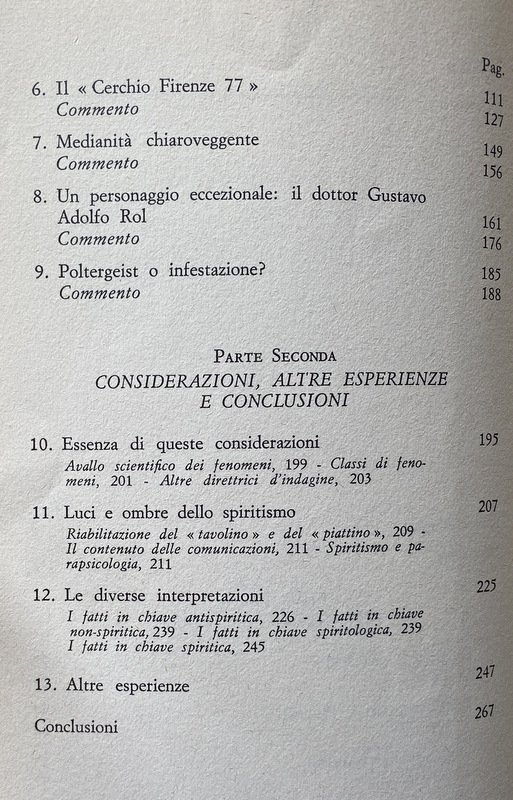 Pag.
6. Il « Cerchio Firenze 77 » 111
Commento 127
7. Medianità chiaroveggente 149
Commento 156
8. Un personaggio eccezionale: il dottor Gustavo
Adolfo Rol 161
Commento 176
9. Poltergeist o infestazione? 185
Commento 188
Parte Seconda
CONSIDERAZIONI, ALTRE ESPERIENZE
E CONCLUSIONI
10. Essenza di queste considerazioni 195
Avallo scientifico dei fenomeni, 199 - Classi di feno-
meni, 201 - Altre direttrici d'indagine, 203
11. Luci e ombre dello spiritismo 207
Riabilitazione del « tavolino » e del « piattino », 209 -
Il contenuto delle comunicazioni, 211 - Spiritismo e pa-
rapsicologia, 211
12. Le diverse interpretazioni 225
I fatti in chiave antispiritica, 226 - I fatti in chiave
non-spiritica, 239 - I fatti in chiave spiritologica, 239
I fatti in chiave spiritica, 245
13. Altre esperienze 247
Conclusioni 267